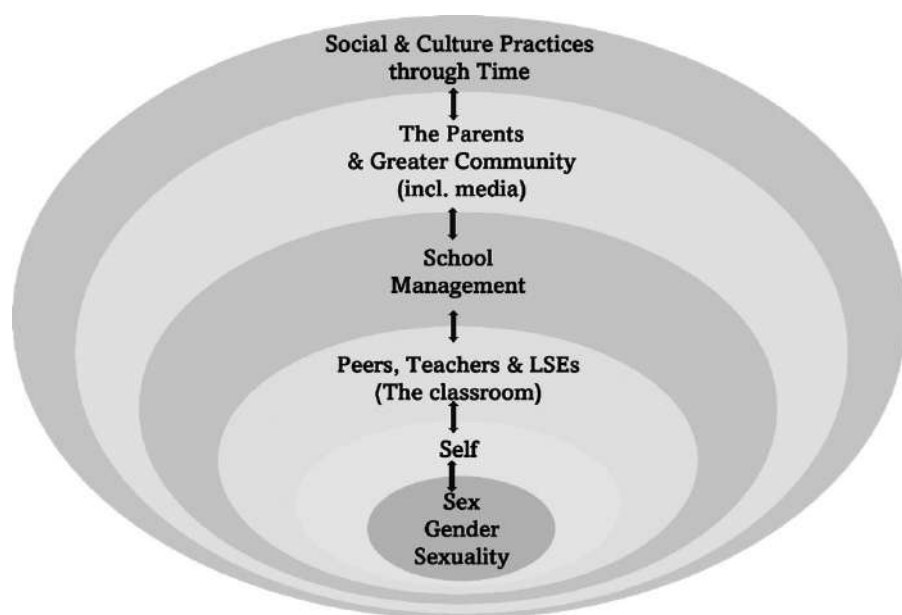 Social & Culture Practices
through Time
The Parents
& Greater Community
(incl. media)
School
Management
Peers, Teachers & LSEs
(The classroom)
Self
Sex
Gender
Sexuality